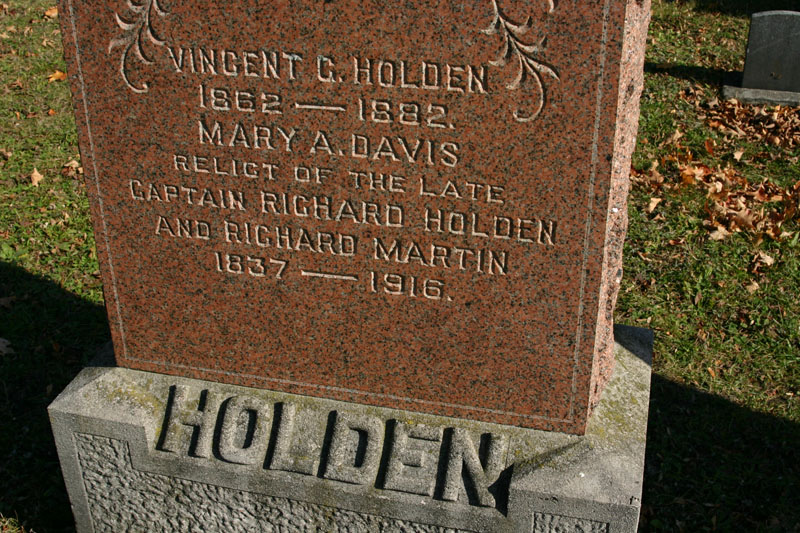 VINCENT G. HOLDEN
1862 — 1882.
MARY A. DAVIS
RELICT OF THE LATE
CAPTAIN RICHARD HOLDEN
AND RICHARD MARTIN
1837 — 1916.
HOLDEN